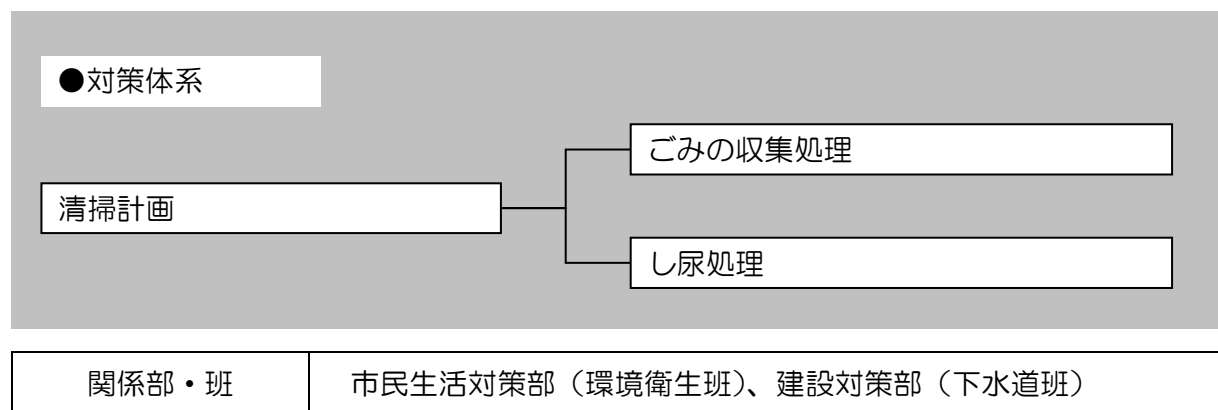 ●対策体系
ごみの収集処理
清掃計画
し尿処理
関係部・班 市民生活対策部（環境衛生班）、建設対策部（下水道班）